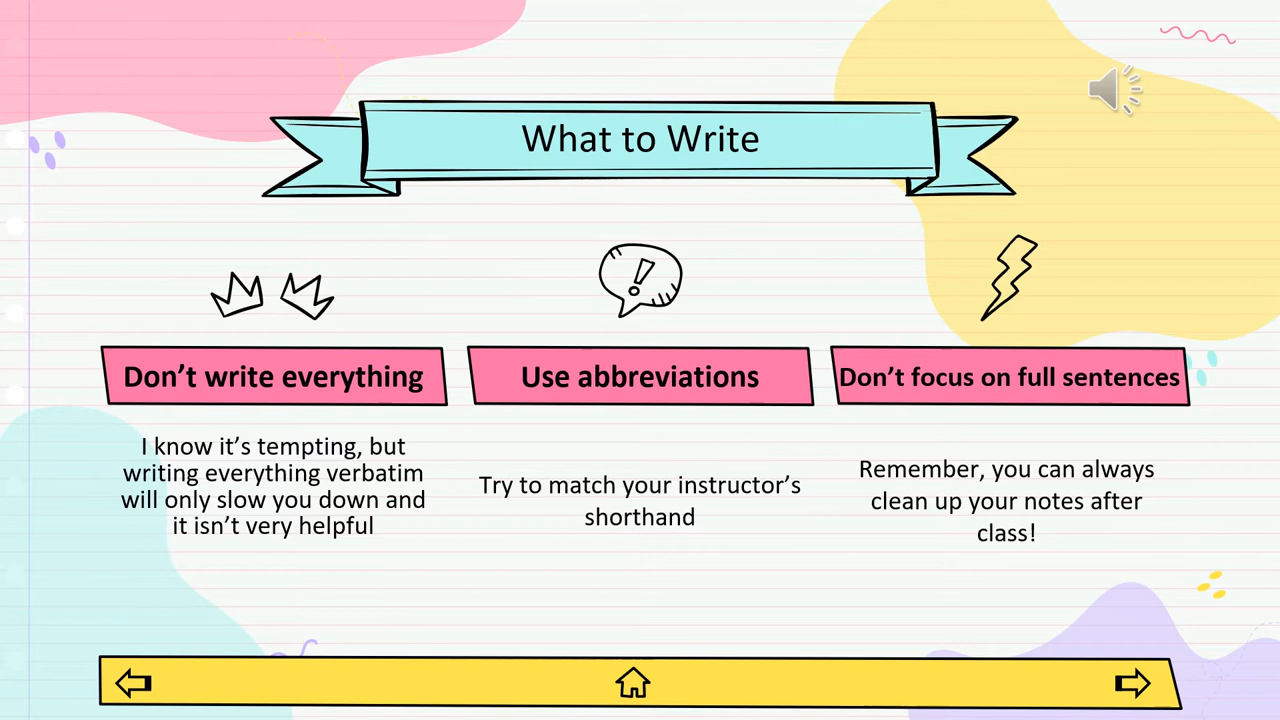 What to Write
Don’t write everything
I know it’s tempting, but
writing everything verbatim
will only slow you down and
it isn’t very helpful
Use abbreviations
Try to match your instructor’s
shorthand
Don’t focus on full sentences
Remember, you can always
clean up your notes after
class!